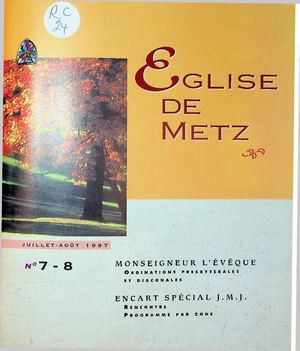 R.C
24
EGLISE
DE
METZ
JUILLET-AOÛT 1997
N° 7 - 8
MONSEIGNEUR L'ÉVÊQUE
ORDINATIONS PRESBYTÉRALES
ET DIACONALES
ENCART SPÉCIAL J.M.J.
RENCONTRE
PROGRAMME PAR ZONE